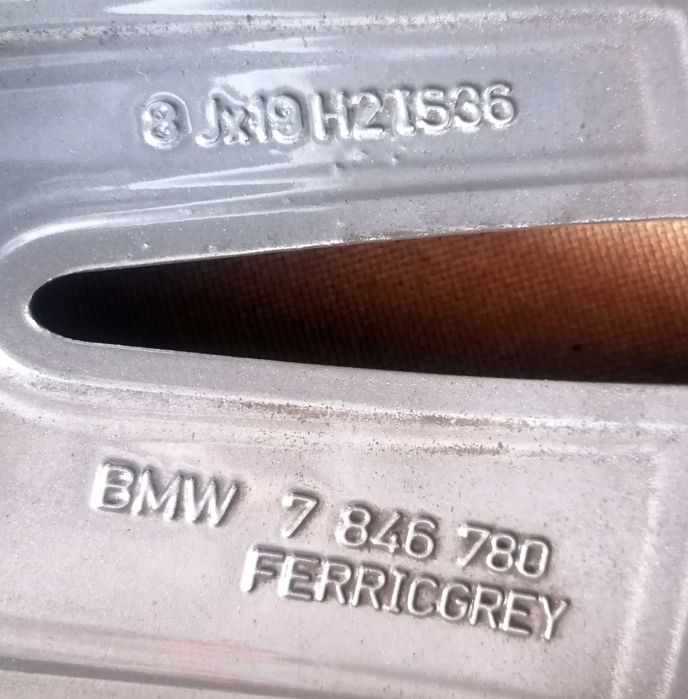 8 Jx19 H2 IS36
BMW 7 846 780
FERRICGREY